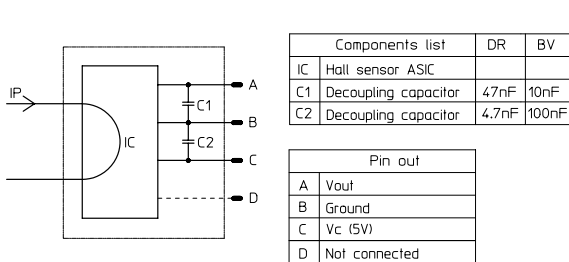 IP
IC
C1
C2
A
B
C
D
Components list DR BV
IC Hall sensor ASIC
C1 Decoupling capacitor 47nF 10nF
C2 Decoupling capacitor 4.7nF 100nF
Pin out
A Vout
B Ground
C Vc (5V)
D Not connected